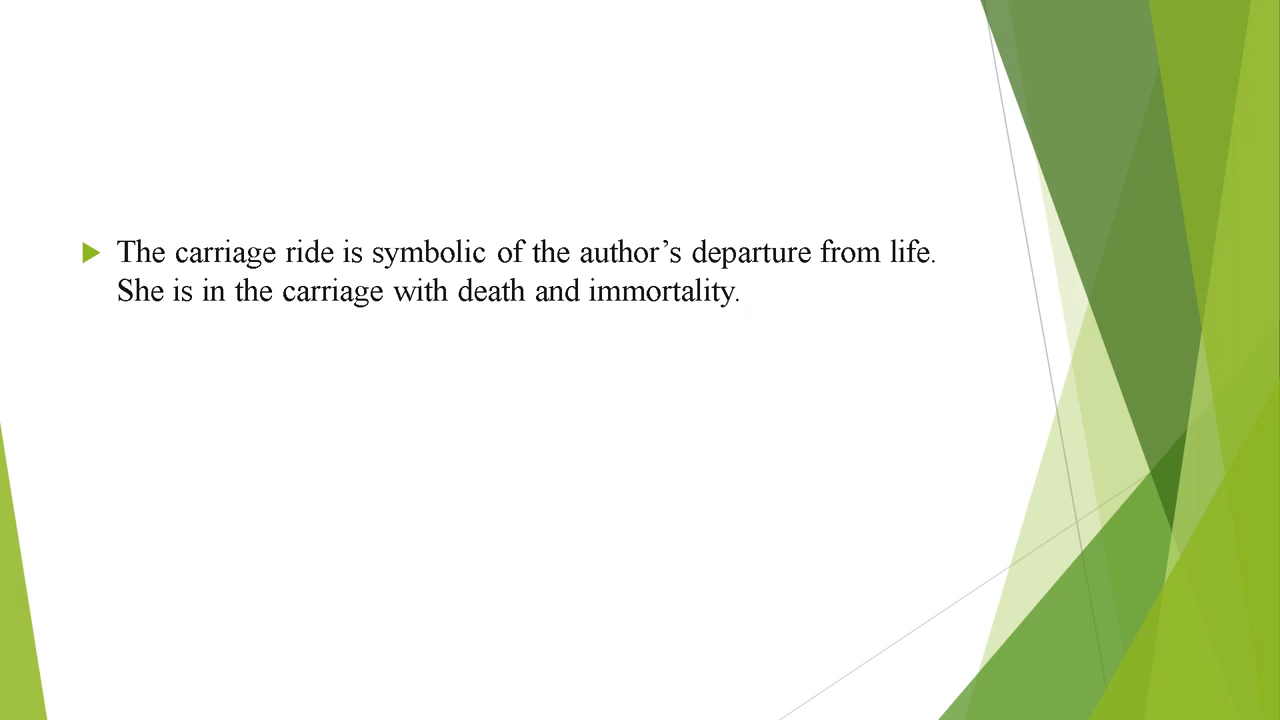 The carriage ride is symbolic of the author’s departure from life.
She is in the carriage with death and immortality.